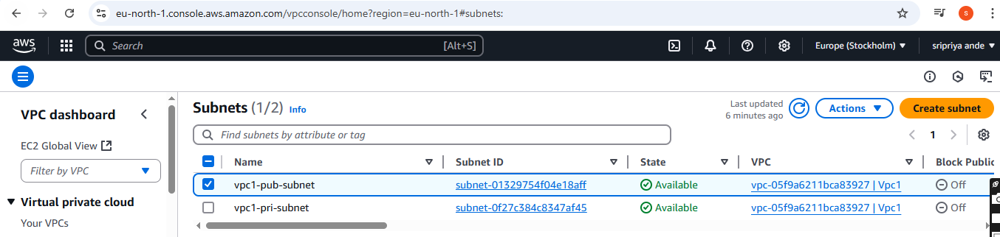 eu-north-1.console.aws.amazon.com/vpcconsole/home?region=eu-north-1#subnets:
s
aws
Search [Alt+S]
Europe (Stockholm)
sripriya ande
VPC dashboard
EC2 Global View
Filter by VPC
Virtual private cloud
Your VPCs
Subnets (1/2) Info
Last updated
6 minutes ago
Actions
Create subnet
Find subnets by attribute or tag
1
Name Subnet ID State VPC Block Public
vpc1-pub-subnet subnet-01329754f04e18aff Available vpc-05f9a6211bca83927 | Vpc1 Off
vpc1-pri-subnet subnet-0f27c384c8347af45 Available vpc-05f9a6211bca83927 | Vpc1 Off